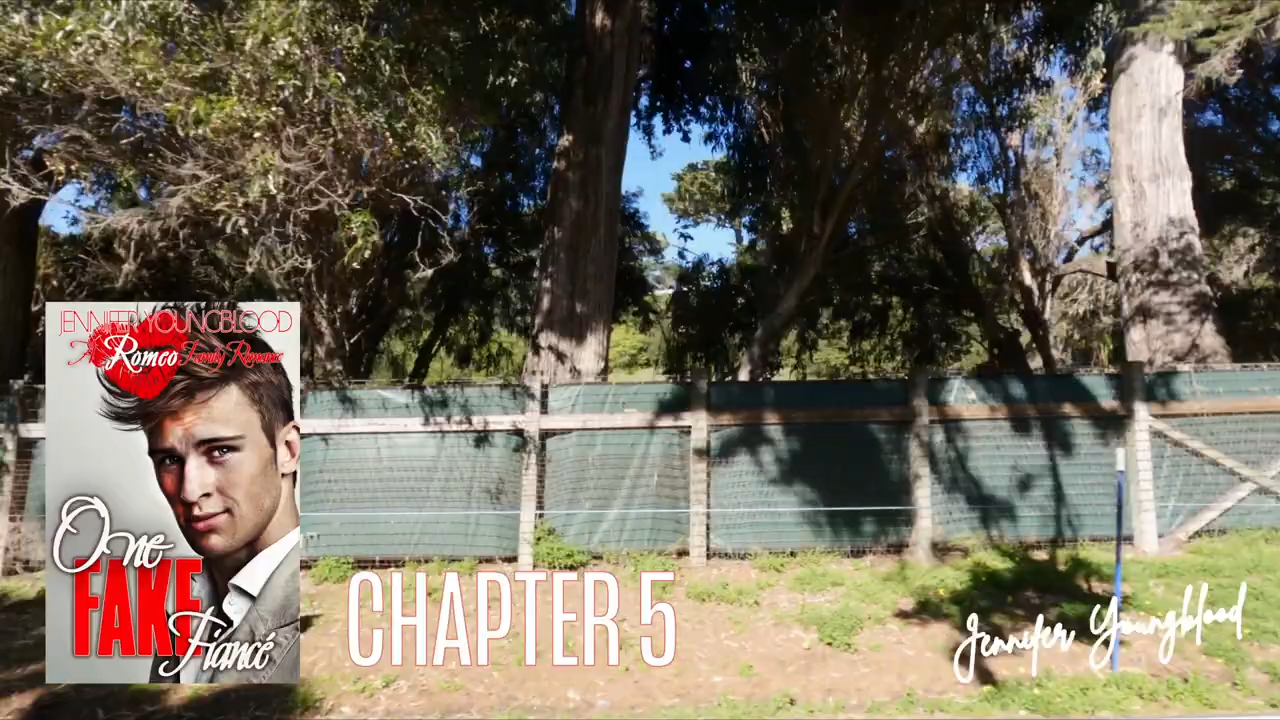 JENNIFER YOUNGBLOOD
A Romeo Family Romance
One
FAKE
Fiancé
CHAPTER 5
Jennifer Youngblood